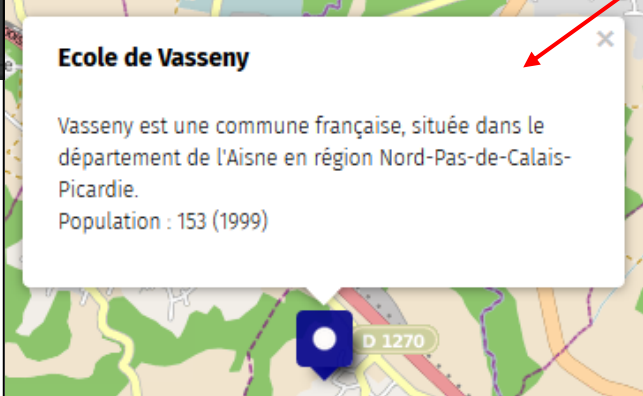 Ecole de Vasseny
×
Vasseny est une commune française, située dans le
département de l'Aisne en région Nord-Pas-de-Calais-
Picardie.
Population : 153 (1999)
D 1270